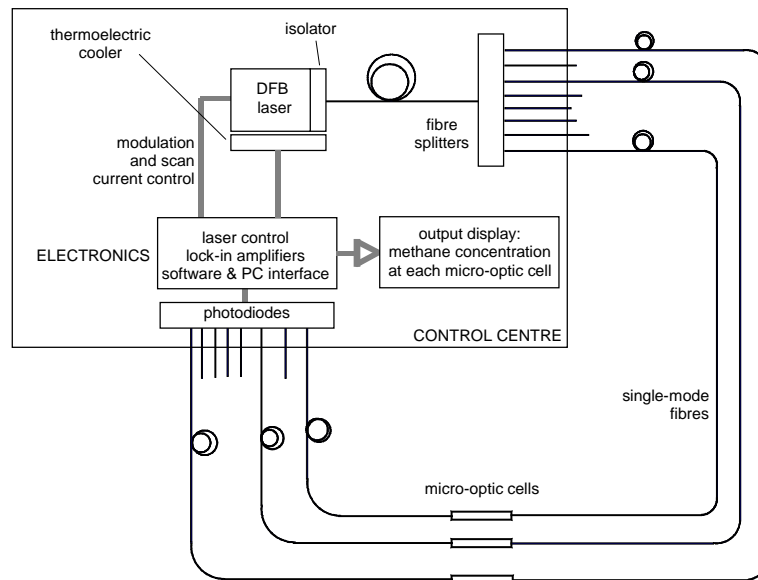 thermoelectric
cooler
isolator
DFB
laser
fibre
splitters
modulation
and scan
current control
ELECTRONICS
laser control
lock-in amplifiers
software & PC interface
output display:
methane concentration
at each micro-optic cell
photodiodes
CONTROL CENTRE
single-mode
fibres
micro-optic cells